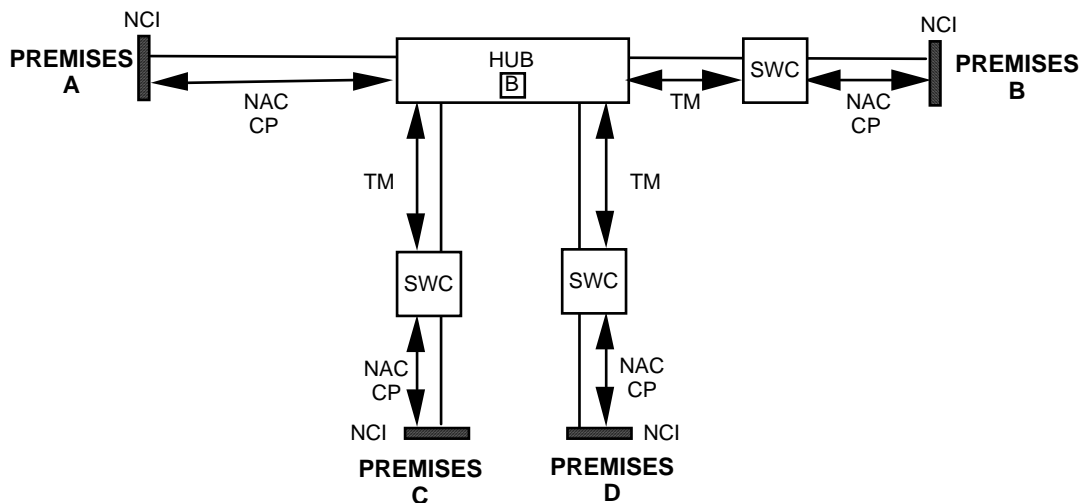 NCI
PREMISES
A
NAC
CP
HUB
B
TM
SWC
NAC
CP
NCI
PREMISES
B
TM
TM
SWC
SWC
NAC
CP
NAC
CP
NCI
NCI
PREMISES
C
PREMISES
D